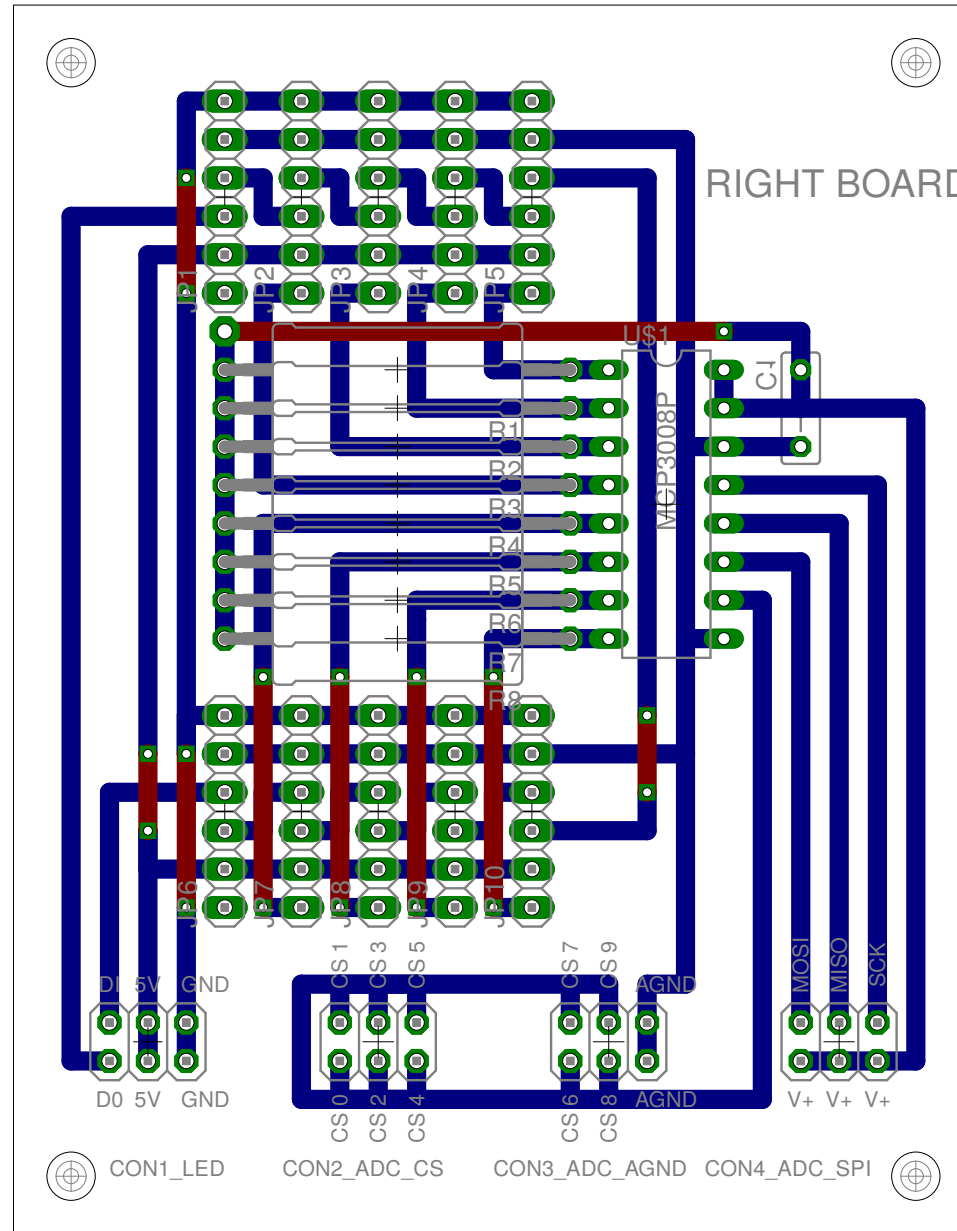 RIGHT BOARD
JP1
JP2
JP3
JP4
JP5
U$1
MCP3008P
R1
R2
R3
R4
R5
R6
R7
R8
JP6
JP7
JP8
JP9
JP10
DI 5V GND
CS 1 CS 3 CS 5
CS 7 CS 9 AGND
MOSI MISO SCK
D0 5V GND
CS 0 CS 2 CS 4
CS 6 CS 8 AGND
V+ V+ V+
CON1_LED CON2_ADC_CS CON3_ADC_AGND CON4_ADC_SPI